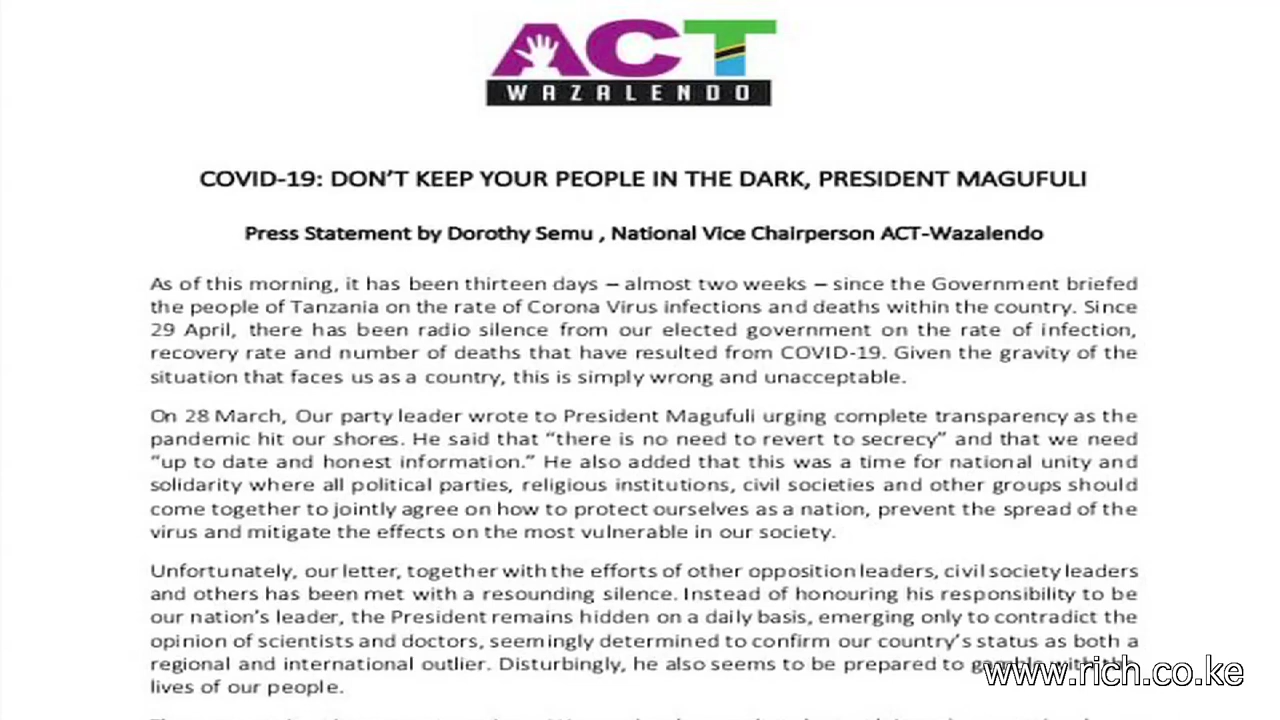 ACT
WAZALENDO
COVID-19: DON'T KEEP YOUR PEOPLE IN THE DARK, PRESIDENT MAGUFULI
Press Statement by Dorothy Semu , National Vice Chairperson ACT-Wazalendo
As of this morning, it has been thirteen days – almost two weeks – since the Government briefed
the people of Tanzania on the rate of Corona Virus infections and deaths within the country. Since
29 April, there has been radio silence from our elected government on the rate of infection,
recovery rate and number of deaths that have resulted from COVID-19. Given the gravity of the
situation that faces us as a country, this is simply wrong and unacceptable.
On 28 March, Our party leader wrote to President Magufuli urging complete transparency as the
pandemic hit our shores. He said that “there is no need to revert to secrecy” and that we need
“up to date and honest information.” He also added that this was a time for national unity and
solidarity where all political parties, religious institutions, civil societies and other groups should
come together to jointly agree on how to protect ourselves as a nation, prevent the spread of the
virus and mitigate the effects on the most vulnerable in our society.
Unfortunately, our letter, together with the efforts of other opposition leaders, civil society leaders
and others has been met with a resounding silence. Instead of honouring his responsibility to be
our nation's leader, the President remains hidden on a daily basis, emerging only to contradict the
opinion of scientists and doctors, seemingly determined to confirm our country's status as both a
regional and international outlier. Disturbingly, he also seems to be prepared to gamble with the
lives of our people.
www.rich.co.ke